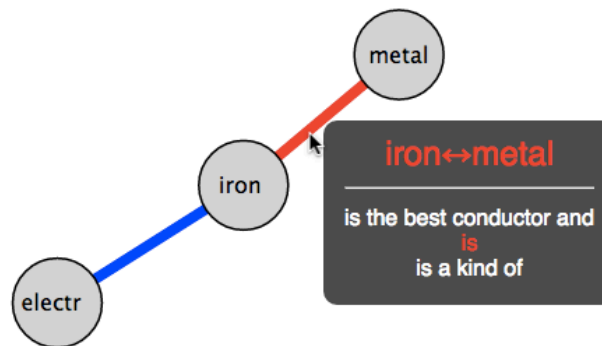 metal
iron↔metal
iron
is the best conductor and
is
is a kind of
electr